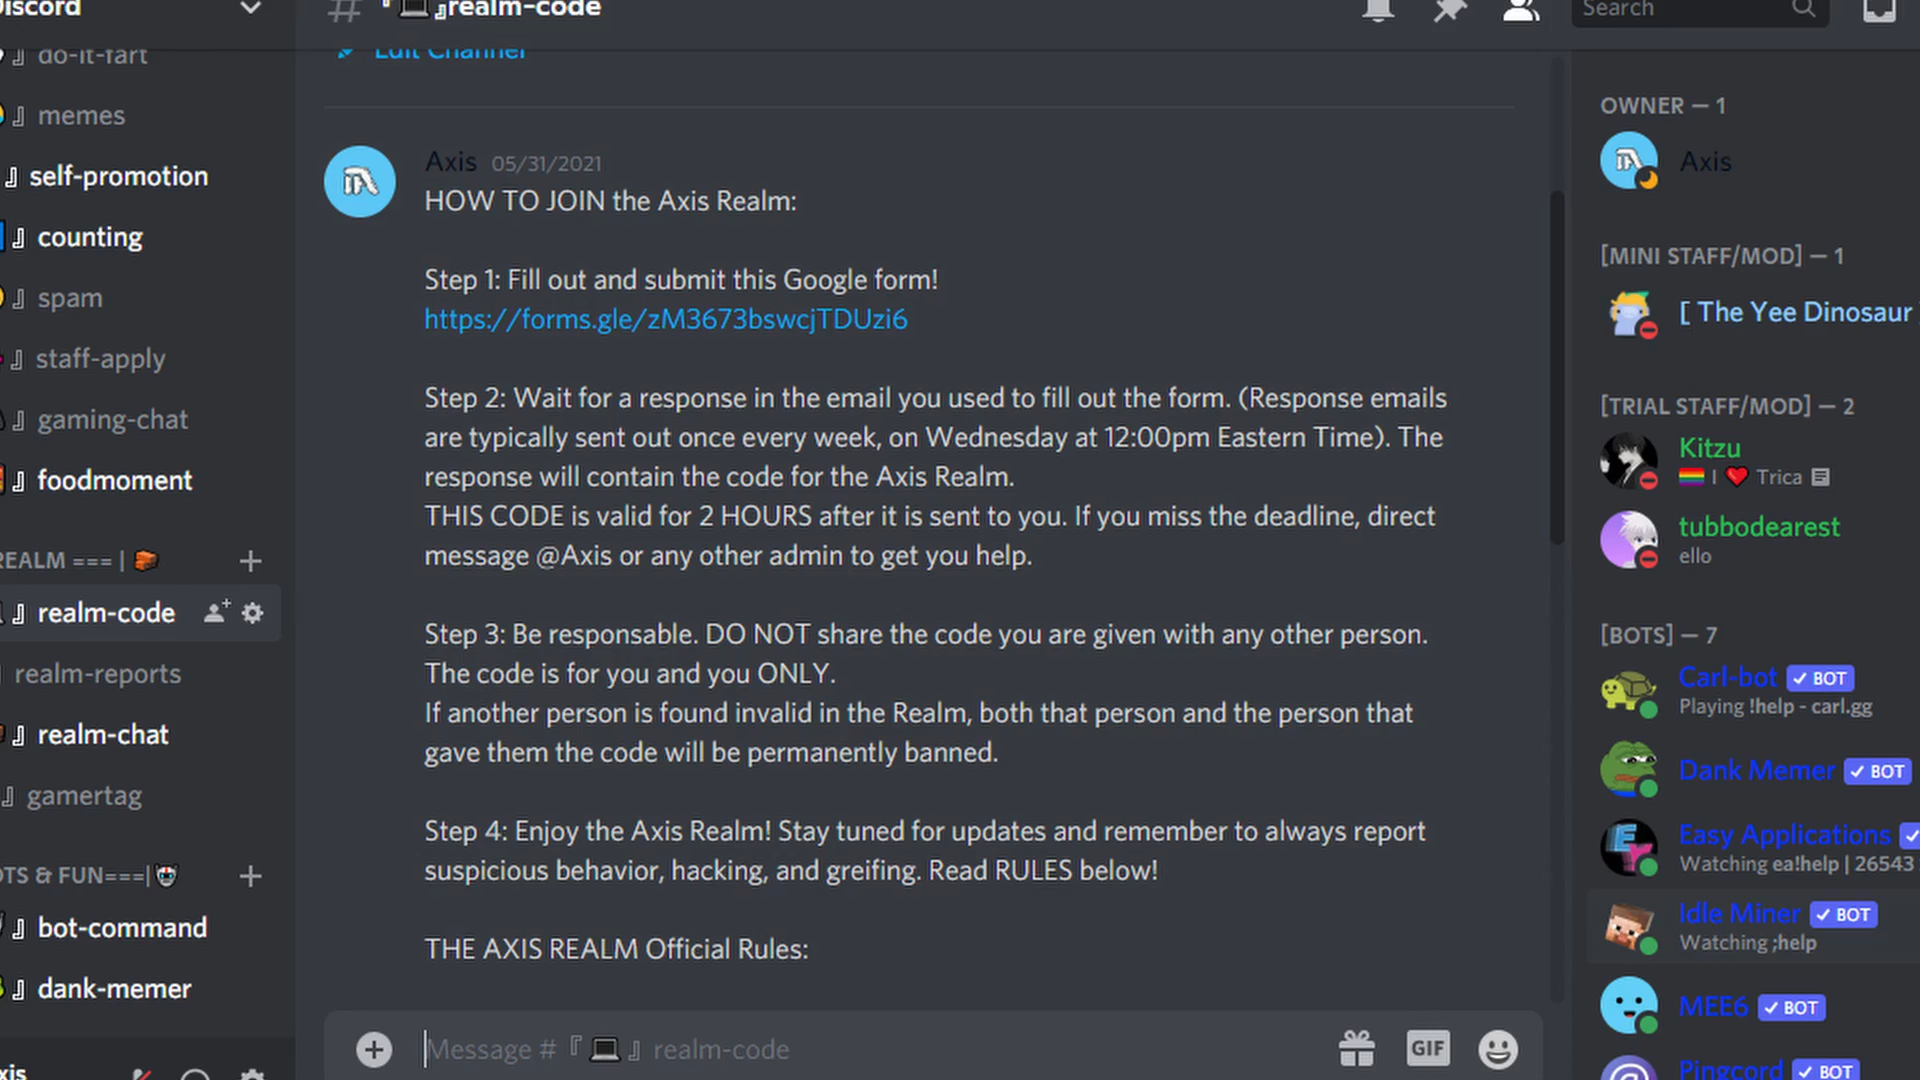 Discord
do-it-fart
memes
self-promotion
counting
spam
staff-apply
gaming-chat
foodmoment
REALM === |
realm-code
realm-reports
realm-chat
gamertag
OTS & FUN===|
bot-command
dank-memer
xis
# 『💻』realm-code
Search
Edit Channel
Axis 05/31/2021
HOW TO JOIN the Axis Realm:
Step 1: Fill out and submit this Google form!
https://forms.gle/zM3673bswcjTDUzi6
Step 2: Wait for a response in the email you used to fill out the form. (Response emails
are typically sent out once every week, on Wednesday at 12:00pm Eastern Time). The
response will contain the code for the Axis Realm.
THIS CODE is valid for 2 HOURS after it is sent to you. If you miss the deadline, direct
message @Axis or any other admin to get you help.
Step 3: Be responsable. DO NOT share the code you are given with any other person.
The code is for you and you ONLY.
If another person is found invalid in the Realm, both that person and the person that
gave them the code will be permanently banned.
Step 4: Enjoy the Axis Realm! Stay tuned for updates and remember to always report
suspicious behavior, hacking, and greifing. Read RULES below!
THE AXIS REALM Official Rules:
Message # 『💻』 realm-code
GIF
OWNER — 1
Axis
[MINI STAFF/MOD] — 1
[ The Yee Dinosaur
[TRIAL STAFF/MOD] — 2
Kitzu
I ❤️ Trica
tubbodearest
ello
[BOTS] — 7
Carl-bot ✓ BOT
Playing !help - carl.gg
Dank Memer ✓ BOT
Easy Applications ✓
Watching ea!help | 26543
Idle Miner ✓ BOT
Watching ;help
MEE6 ✓ BOT
Pingcord ✓ BOT